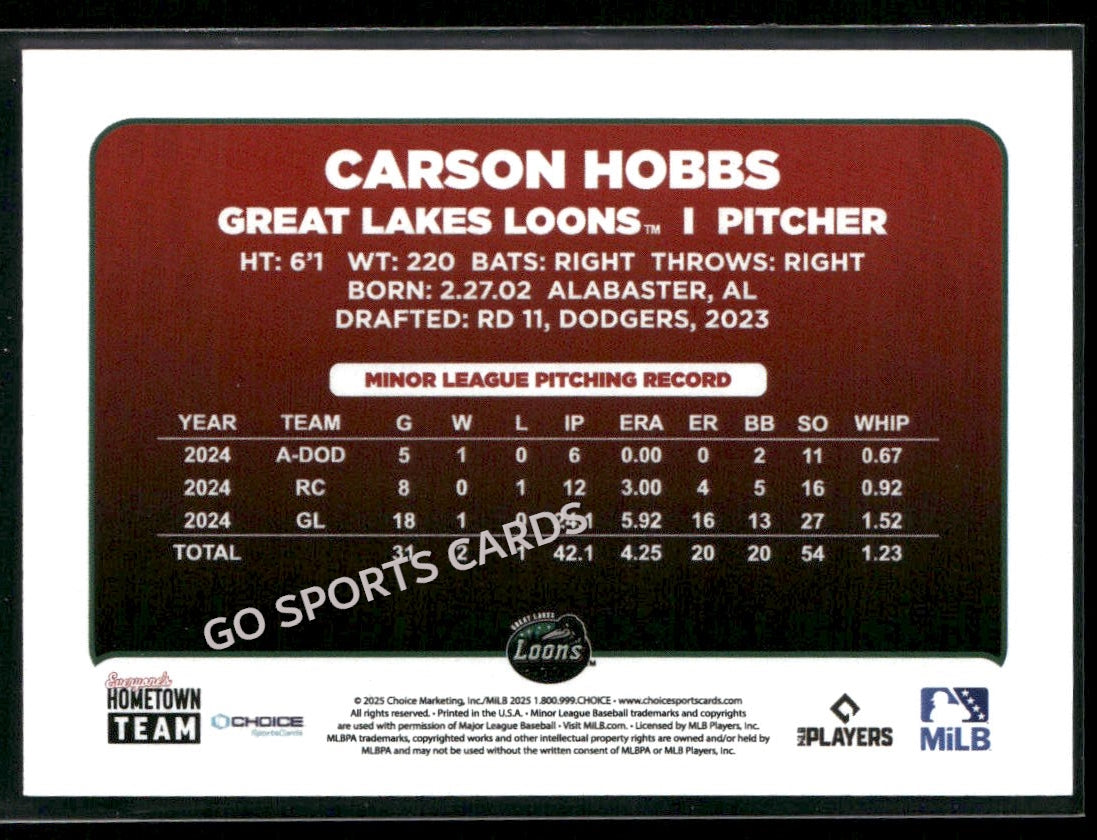 CARSON HOBBS
GREAT LAKES LOONS™ I PITCHER
HT: 6'1 WT: 220 BATS: RIGHT THROWS: RIGHT
BORN: 2.27.02 ALABASTER, AL
DRAFTED: RD 11, DODGERS, 2023
MINOR LEAGUE PITCHING RECORD
YEAR TEAM G W L IP ERA ER BB SO WHIP
2024 A-DOD 5 1 0 6 0.00 0 2 11 0.67
2024 RC 8 0 1 12 3.00 4 5 16 0.92
2024 GL 18 1 0 5.92 16 13 27 1.52
TOTAL 31 2 1 42.1 4.25 20 20 54 1.23
GO SPORTS CARDS
GREAT LAKES
Loons™
Everyone's
HOMETOWN
TEAM
CHOICE
SportsCards
© 2025 Choice Marketing, Inc./MiLB 2025 1.800.999.CHOICE • www.choicesportscards.com
All rights reserved. • Printed in the U.S.A. • Minor League Baseball trademarks and copyrights
are used with permission of Major League Baseball • Visit MiLB.com. • Licensed by MLB Players, Inc.
MLBPA trademarks, copyrighted works and other intellectual property rights are owned and/or held by
MLBPA and may not be used without the written consent of MLBPA or MLB Players, Inc.
MLB PLAYERS
MiLB